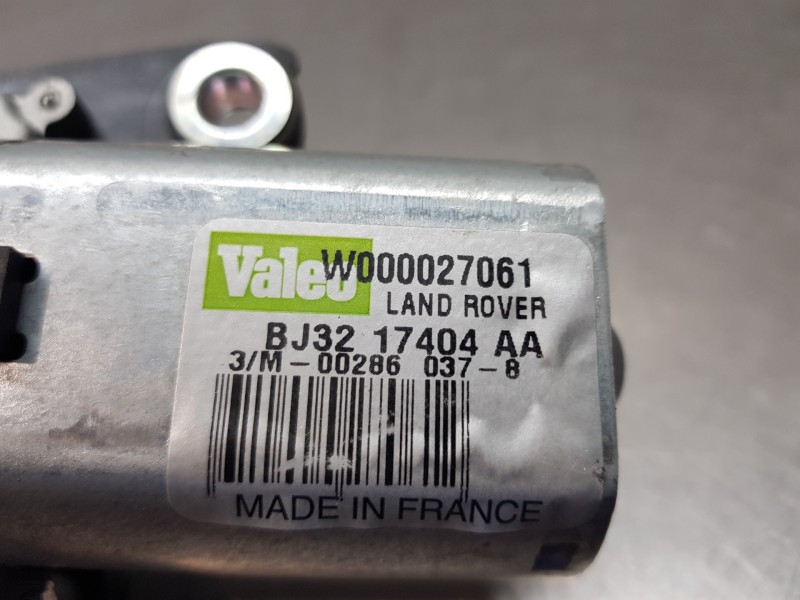 Valeo W000027061
LAND ROVER
BJ32 17404 AA
3/M-00286 037-8
MADE IN FRANCE